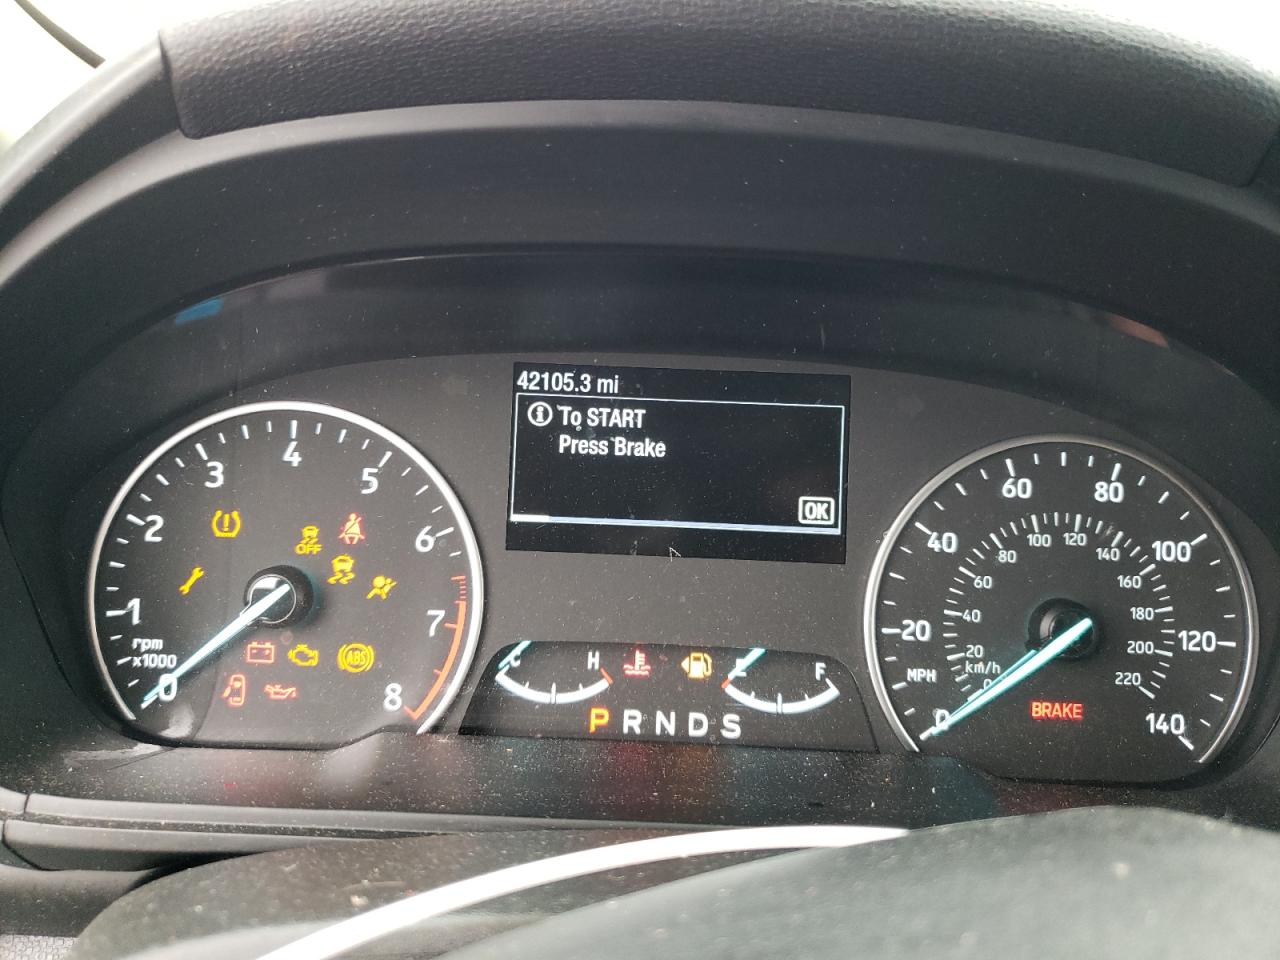 42105.3 mi
To START
Press Brake
OK
0 1 2 3 4 5 6 7 8
rpm
x1000
OFF
ABS
C H
E F
P R N D S
0 20 40 60 80 100 120 140
MPH
0 20 40 60 80 100 120 140 160 180 200 220
km/h
BRAKE